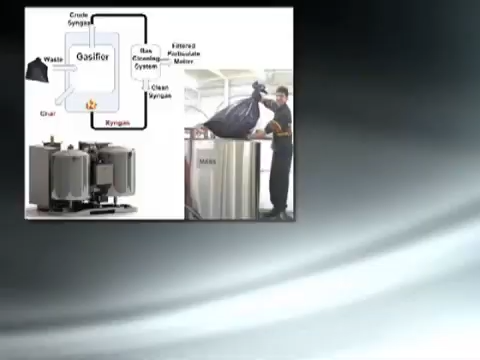 Crude
Syngas
Waste
Gasifier
Gas
Cleaning
System
Filtered
Particulate
Matter
Clean
Syngas
Char
Syngas